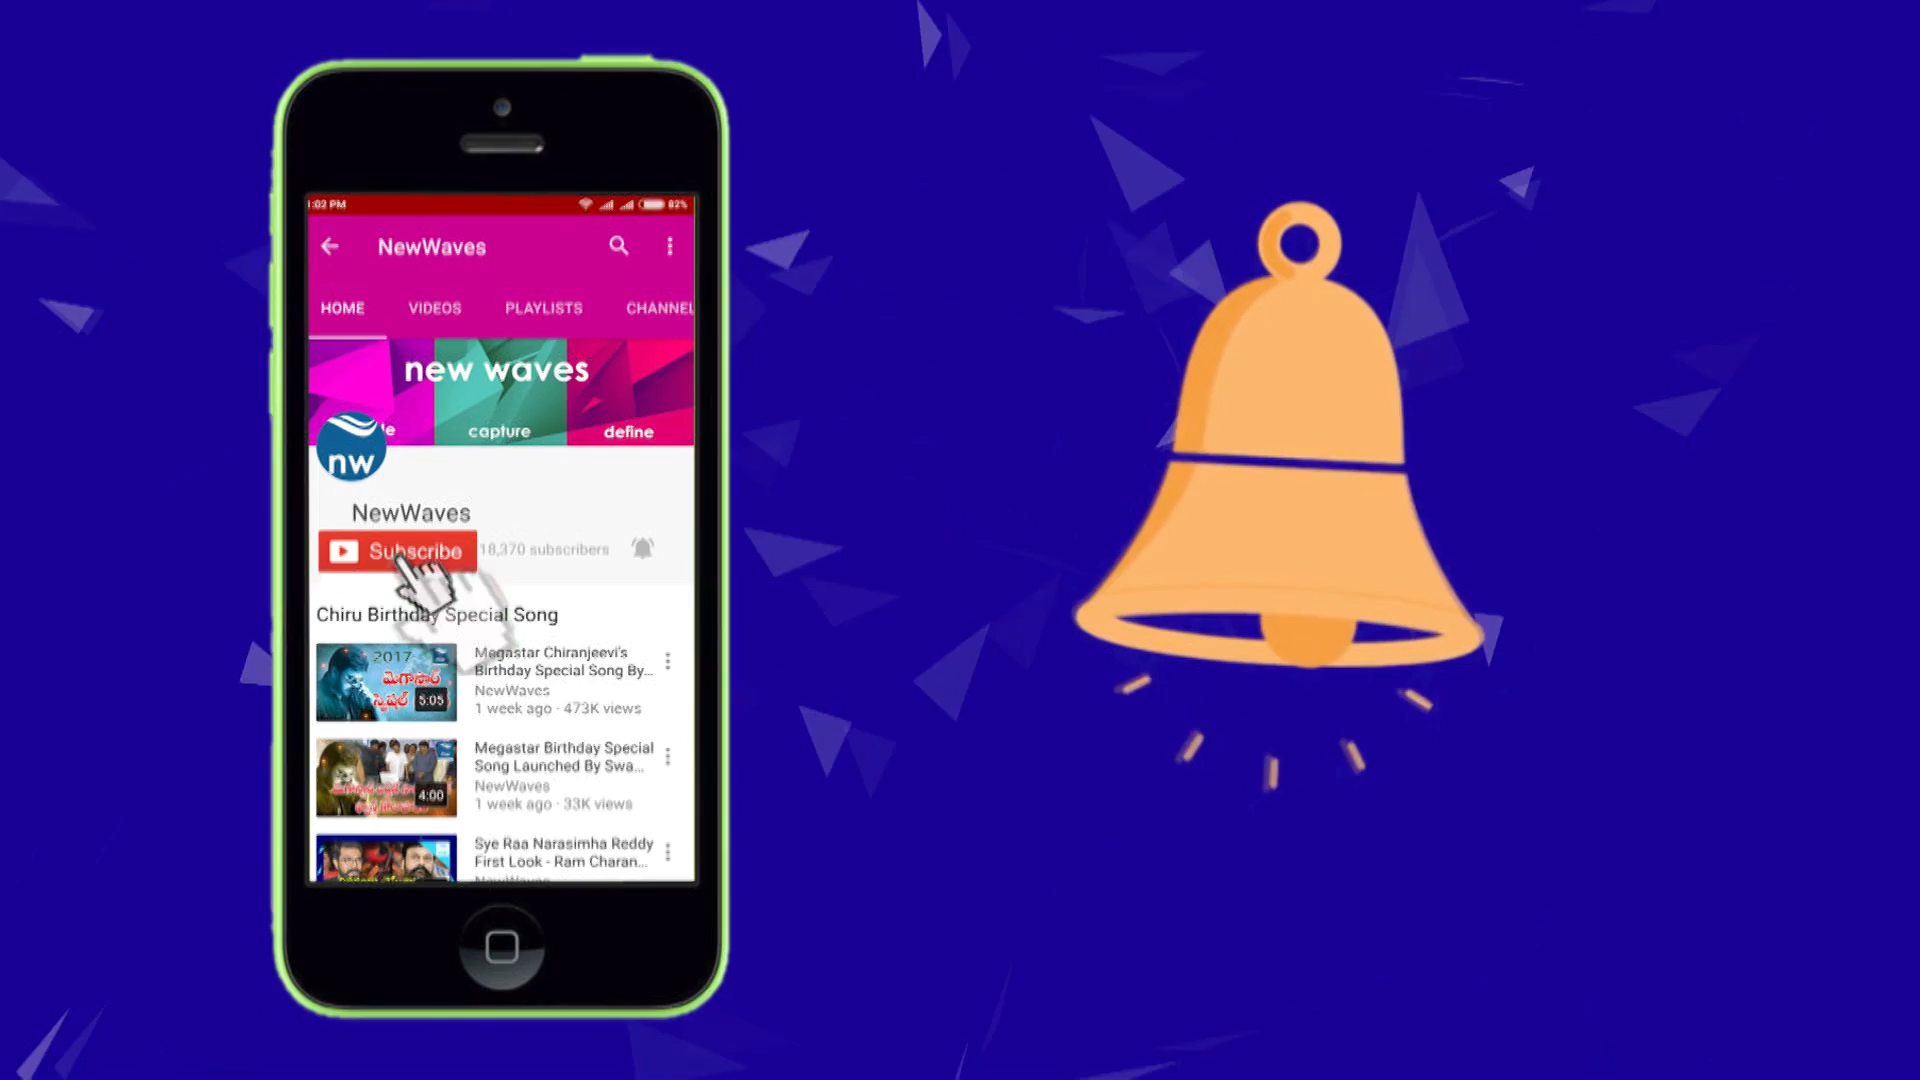 1:02 PM
82%
NewWaves
HOME VIDEOS PLAYLISTS CHANNEL
new waves
capture
define
nw
NewWaves
Subscribe
18,370 subscribers
Chiru Birthday Special Song
2017
మెగాస్టార్
స్పెషల్
5:05
Megastar Chiranjeevi's
Birthday Special Song By...
NewWaves
1 week ago · 473K views
4:00
Megastar Birthday Special
Song Launched By Swa...
NewWaves
1 week ago · 33K views
Sye Raa Narasimha Reddy
First Look - Ram Charan...
NewWaves